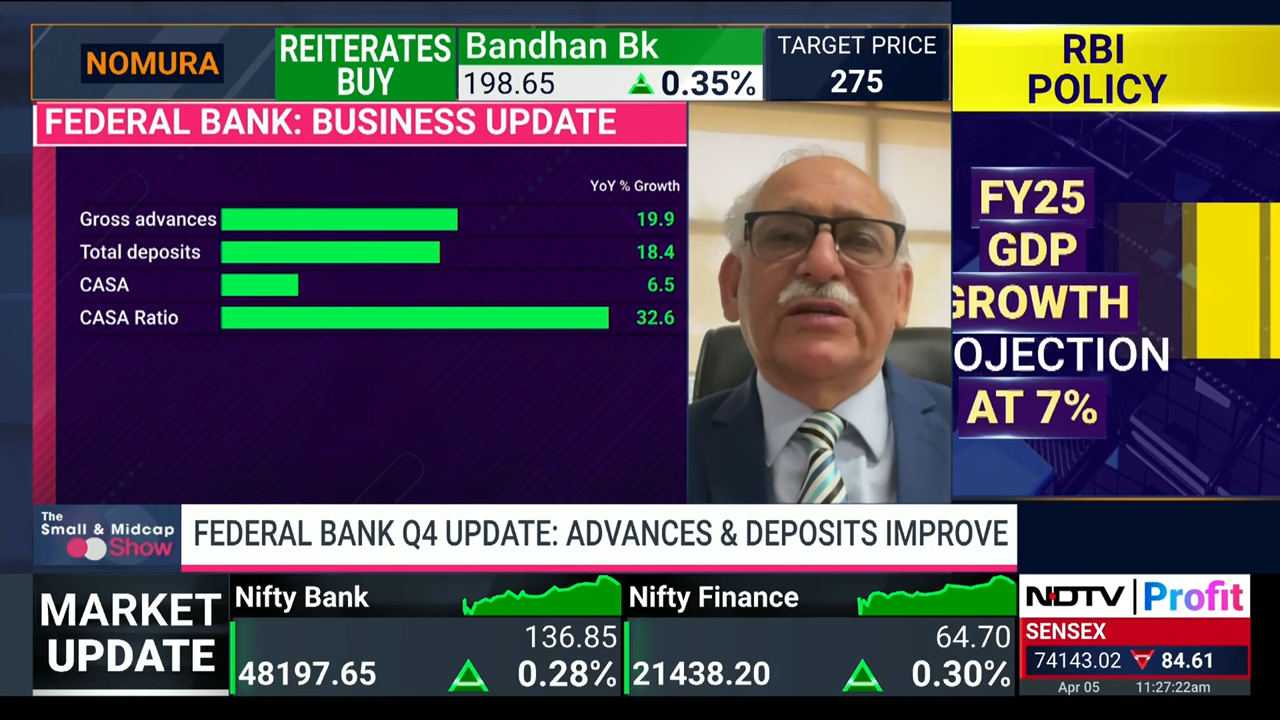 NOMURA
REITERATES
BUY
Bandhan Bk
198.65 0.35%
TARGET PRICE
275
RBI
POLICY
FEDERAL BANK: BUSINESS UPDATE
YoY % Growth
Gross advances 19.9
Total deposits 18.4
CASA 6.5
CASA Ratio 32.6
FY25
GDP
GROWTH
OJECTION
AT 7%
The
Small & Midcap
Show
FEDERAL BANK Q4 UPDATE: ADVANCES & DEPOSITS IMPROVE
MARKET
UPDATE
Nifty Bank
136.85
48197.65 0.28%
Nifty Finance
64.70
21438.20 0.30%
NDTV Profit
SENSEX
74143.02 84.61
Apr 05 11:27:22am